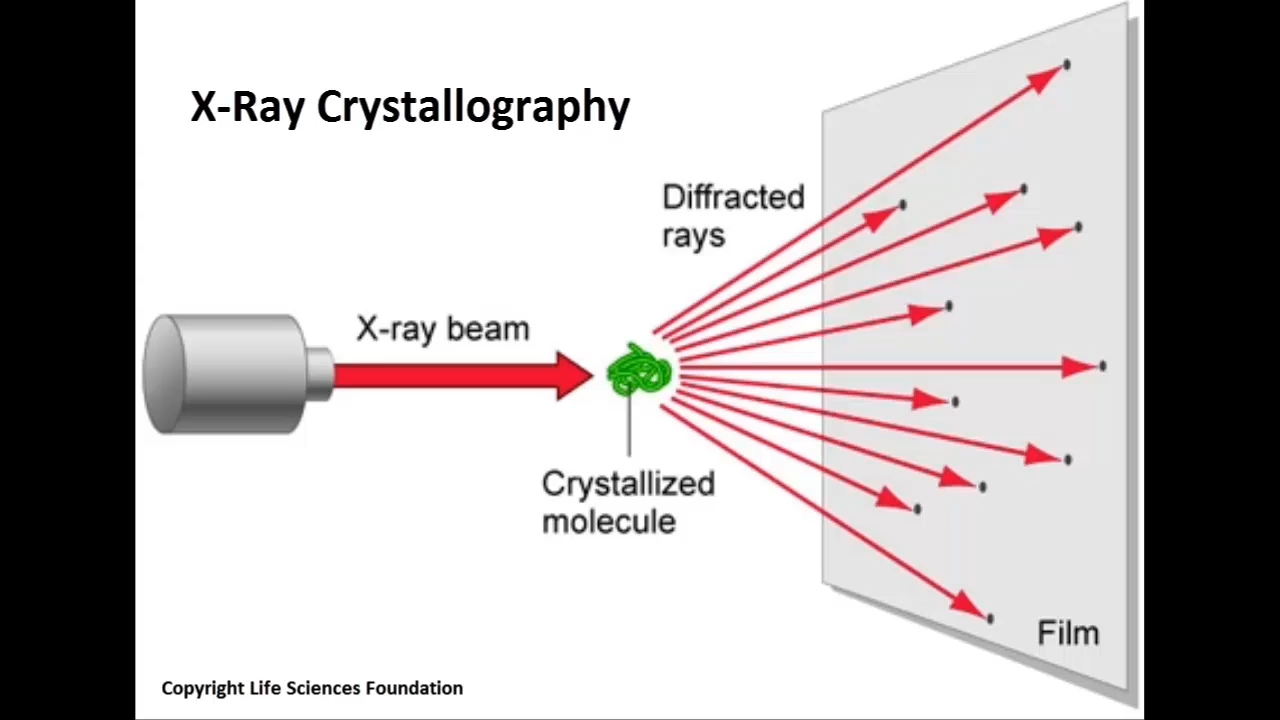 X-Ray Crystallography
Diffracted
rays
X-ray beam
Crystallized
molecule
Film
Copyright Life Sciences Foundation